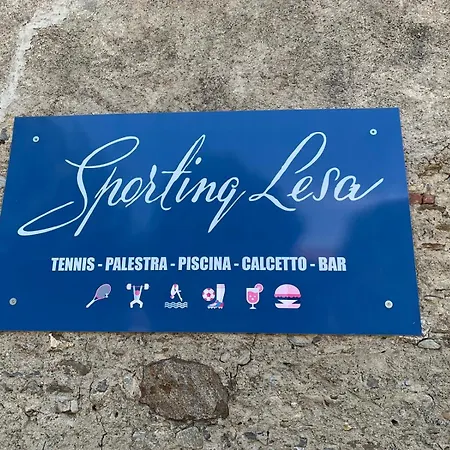 Sporting Lesa
TENNIS - PALESTRA - PISCINA - CALCETTO - BAR